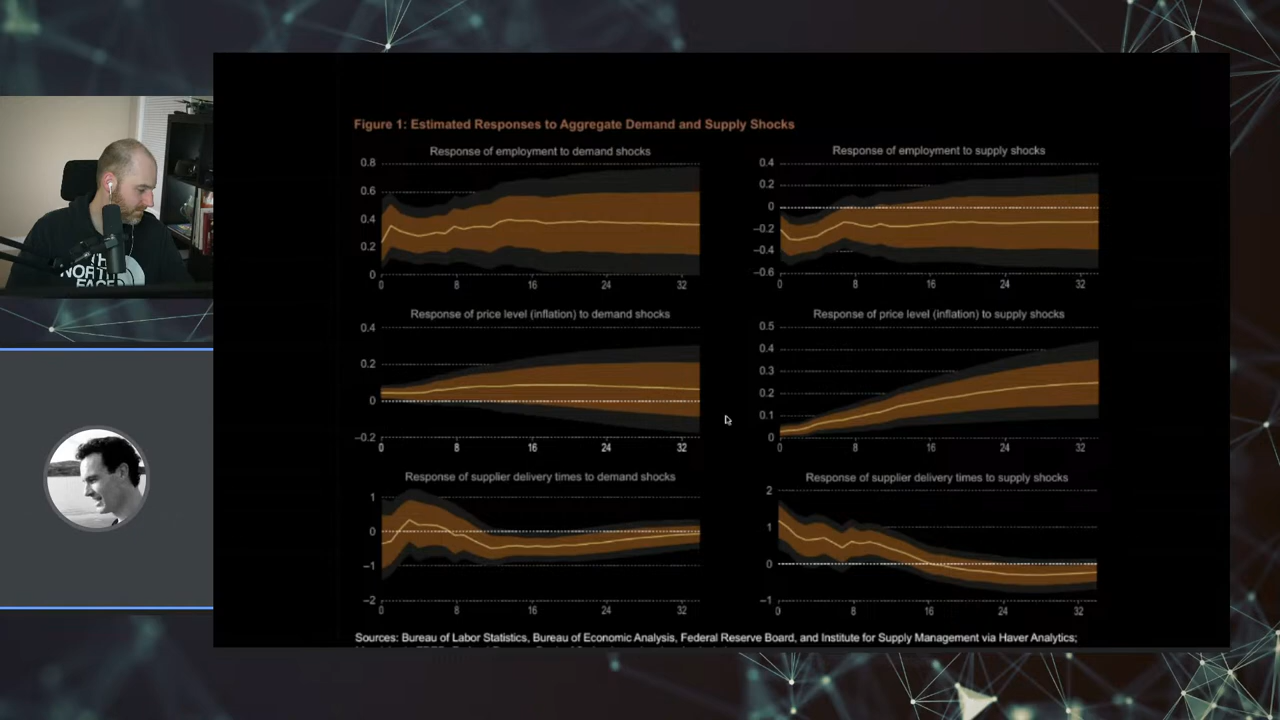 Figure 1: Estimated Responses to Aggregate Demand and Supply Shocks
Response of employment to demand shocks
0.8
0.6
0.4
0.2
0
0 8 16 24 32
Response of employment to supply shocks
0.4
0.2
0
–0.2
–0.4
–0.6
0 8 16 24 32
Response of price level (inflation) to demand shocks
0.4
0.2
0
–0.2
0 8 16 24 32
Response of price level (inflation) to supply shocks
0.5
0.4
0.3
0.2
0.1
0
0 8 16 24 32
Response of supplier delivery times to demand shocks
1
0
–1
–2
0 8 16 24 32
Response of supplier delivery times to supply shocks
2
1
0
–1
0 8 16 24 32
Sources: Bureau of Labor Statistics, Bureau of Economic Analysis, Federal Reserve Board, and Institute for Supply Management via Haver Analytics;
THE
NORTH
FACE